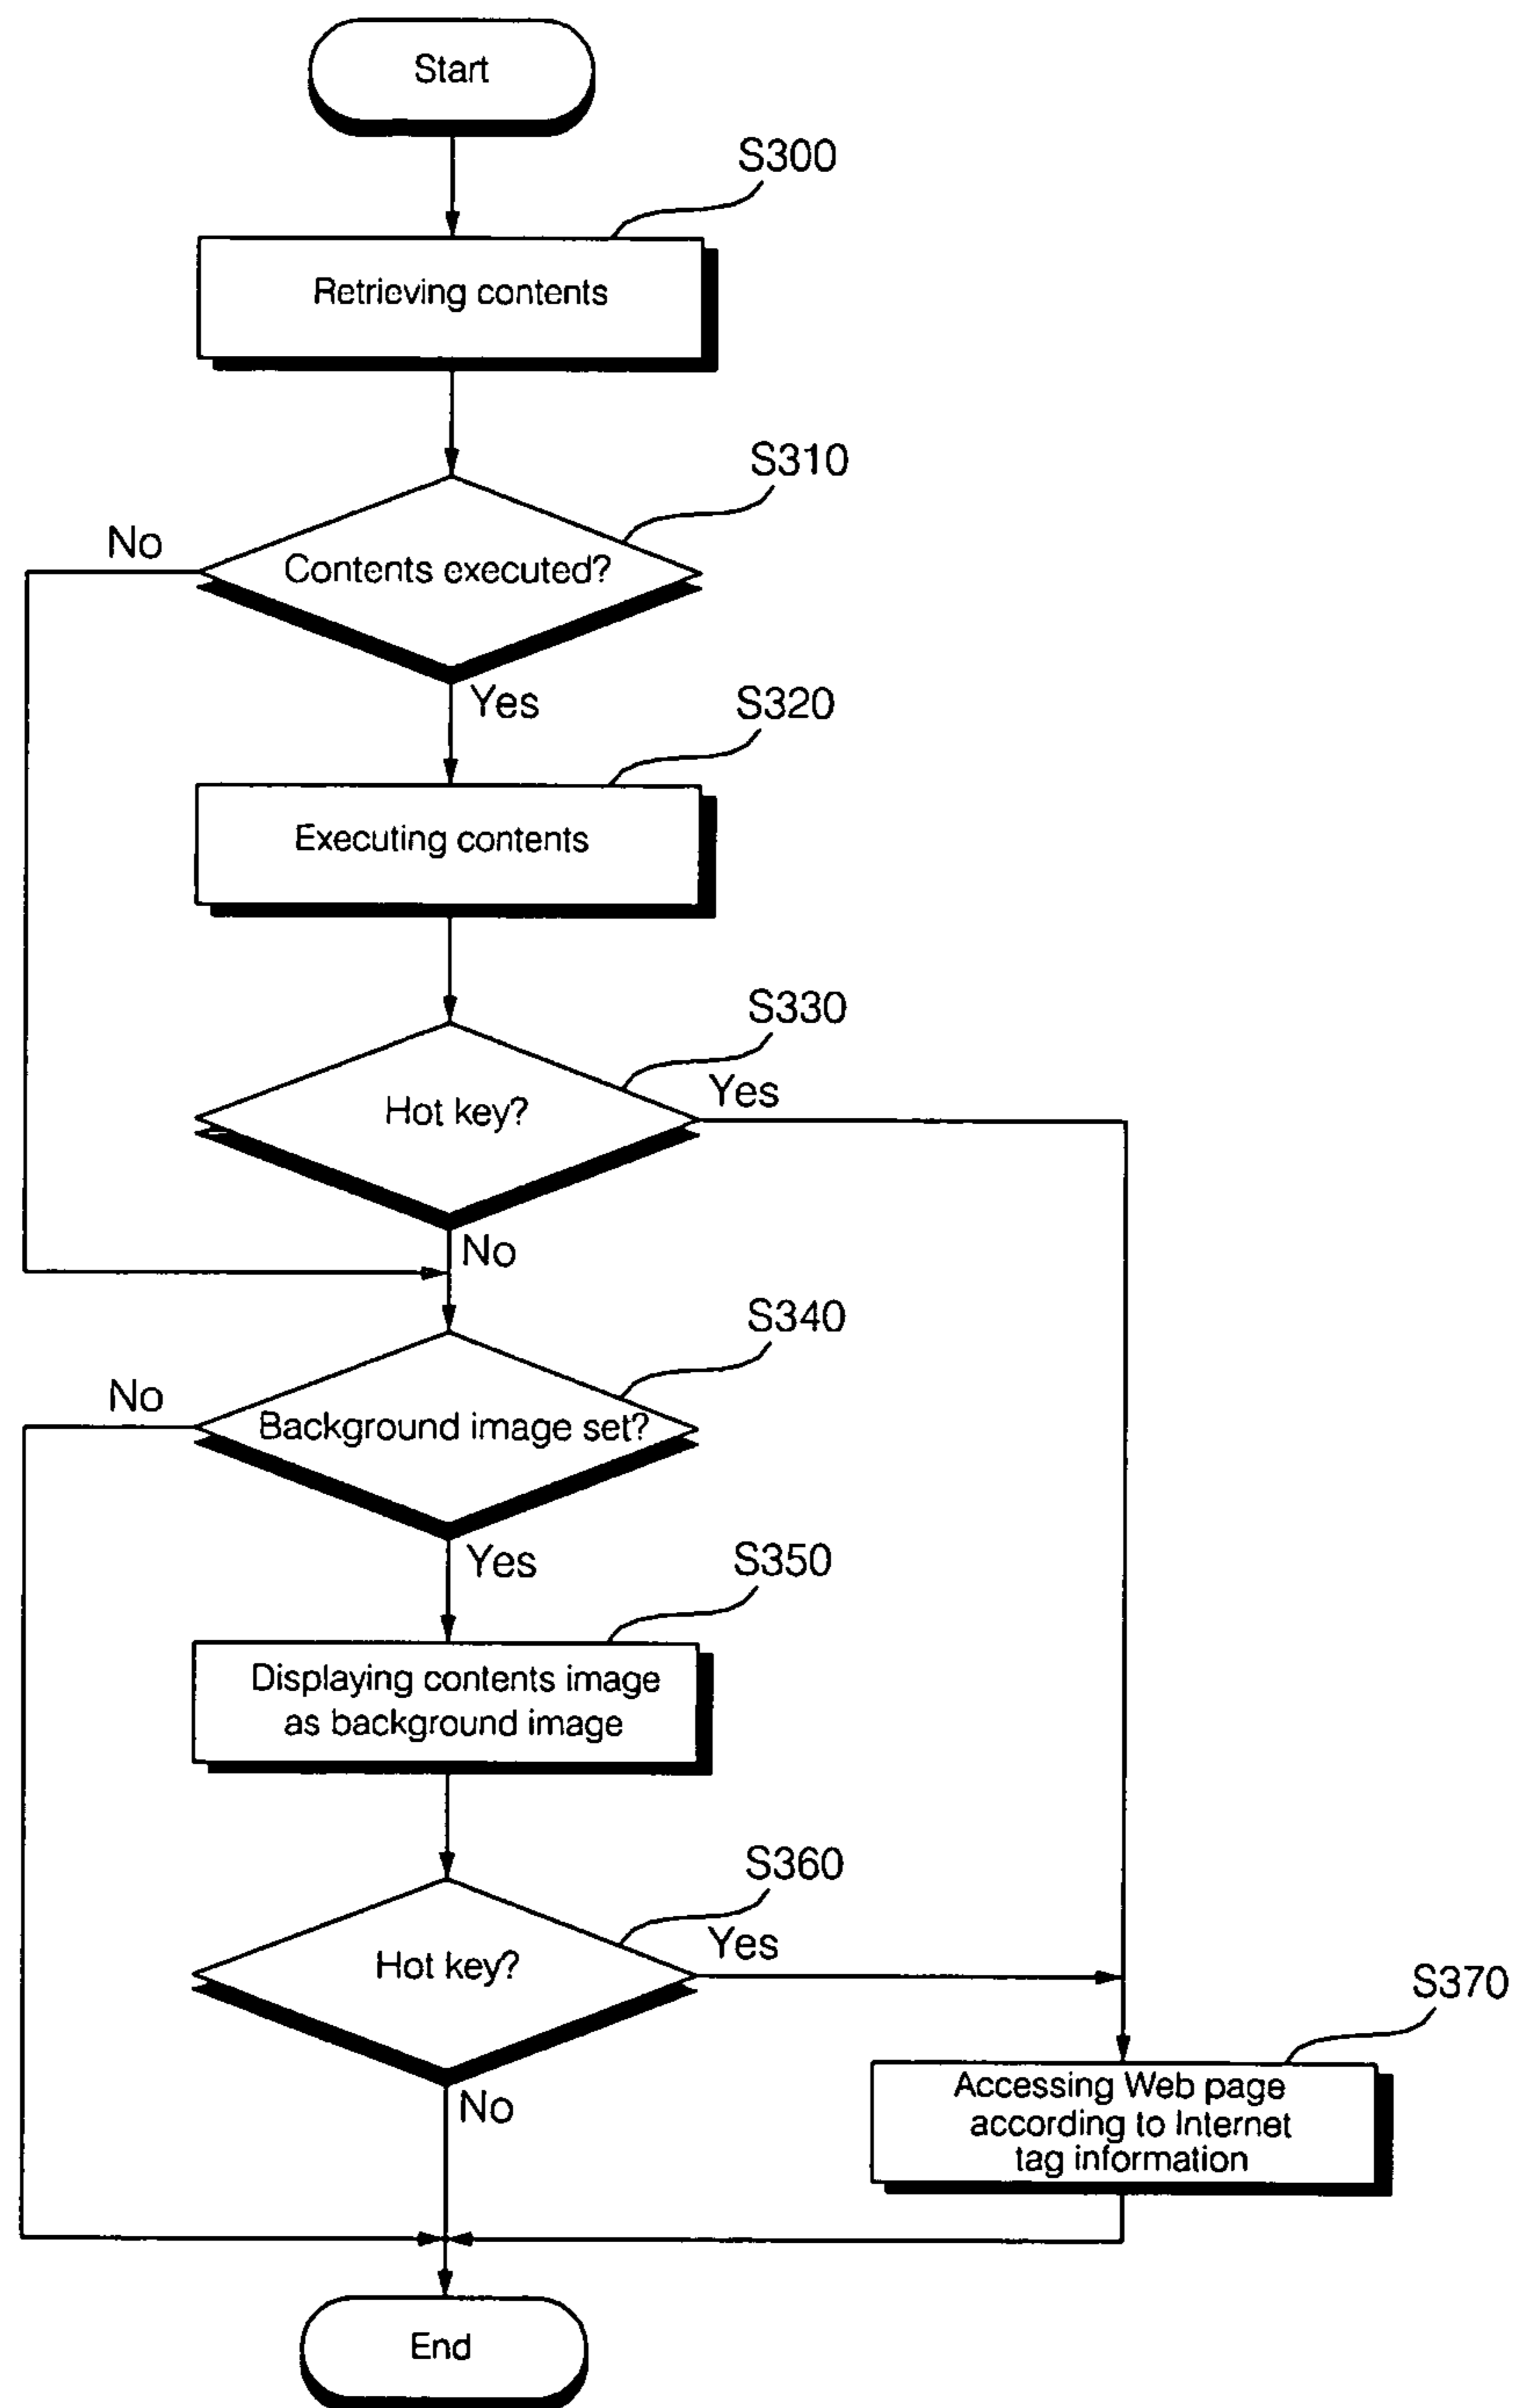 Start
S300
Retrieving contents
S310
No
Contents executed?
Yes
S320
Executing contents
S330
Yes
Hot key?
No
S340
No
Background image set?
Yes
S350
Displaying contents image
as background image
S360
Yes
Hot key?
S370
No
Accessing Web page
according to Internet
tag information
End